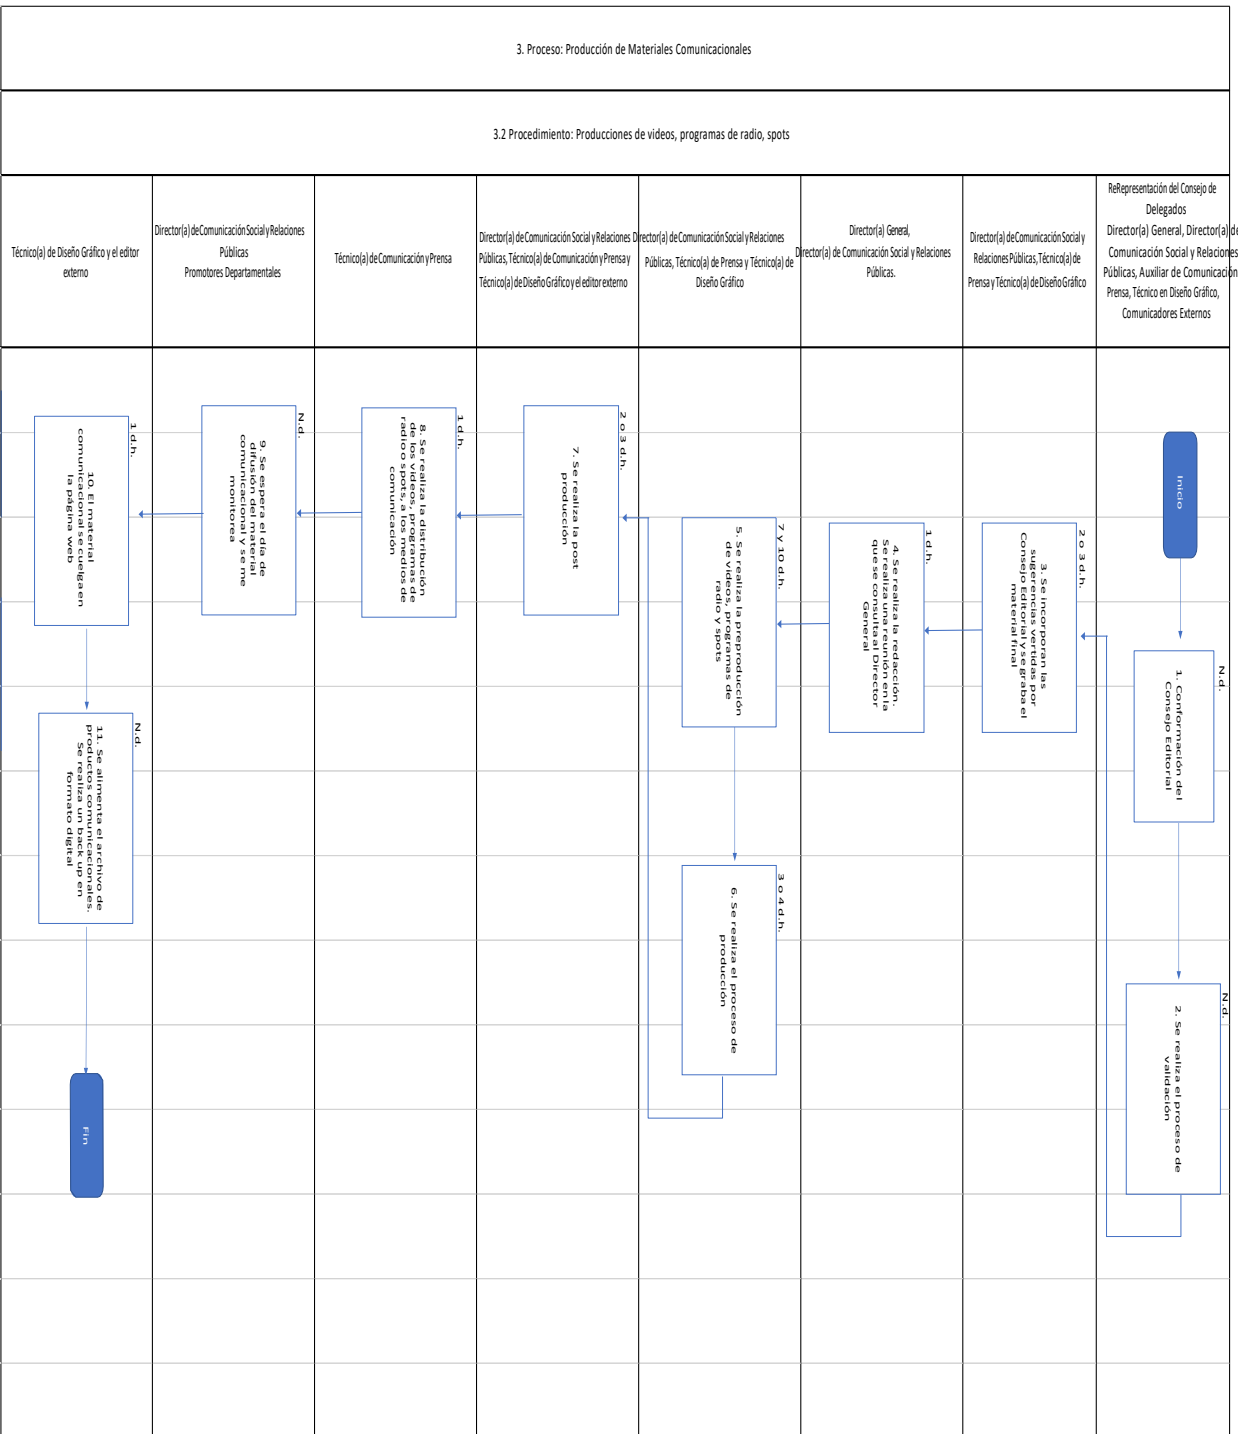 3. Proceso: Producción de Materiales Comunicacionales
3.2 Procedimiento: Producciones de videos, programas de radio, spots
Técnico(a) de Diseño Gráfico y el editor
externo
Director(a) de Comunicación Social y Relaciones
Públicas
Promotores Departamentales
Técnico(a) de Comunicación y Prensa
Director(a) de Comunicación Social y Relaciones
Públicas, Técnico(a) de Comunicación y Prensa y
Técnico(a) de Diseño Gráfico y el editor externo
Director(a) de Comunicación Social y Relaciones
Públicas, Técnico(a) de Prensa y Técnico(a) de
Diseño Gráfico
Director(a) General,
Director(a) de Comunicación Social y Relaciones
Públicas.
Director(a) de Comunicación Social y
Relaciones Públicas, Técnico(a) de
Prensa y Técnico(a) de Diseño Gráfico
ReRepresentación del Consejo de
Delegados
Director(a) General, Director(a) de
Comunicación Social y Relaciones
Públicas, Auxiliar de Comunicación
Prensa, Técnico en Diseño Gráfico,
Comunicadores Externos
Inicio
N.d.
1. Conformación del
Consejo Editorial
N.d.
2. Se realiza el proceso de
validación
2 o 3 d.h.
3. Se incorporan las
sugerencias vertidas por
Consejo Editorial y se graba el
material final
1 d.h.
4. Se realiza la redacción.
Se realiza una reunión en la
que se consulta al Director
General
7 y 10 d.h.
5. Se realiza la preproducción
de videos, programas de
radio y spots
3 o 4 d.h.
6. Se realiza el proceso de
producción
2 o 3 d.h.
7. Se realiza la post
producción
1 d.h.
8. Se realiza la distribución
de los videos, programas de
radio o spots, a los medios de
comunicación
N.d.
9. Se espera el día de
difusión del material
comunicacional y se me
monitorea
1 d.h.
10. El material
comunicacional se cuelga en
la página web
N.d.
11. Se alimenta el archivo de
productos comunicacionales.
Se realiza un back up en
formato digital
Fin